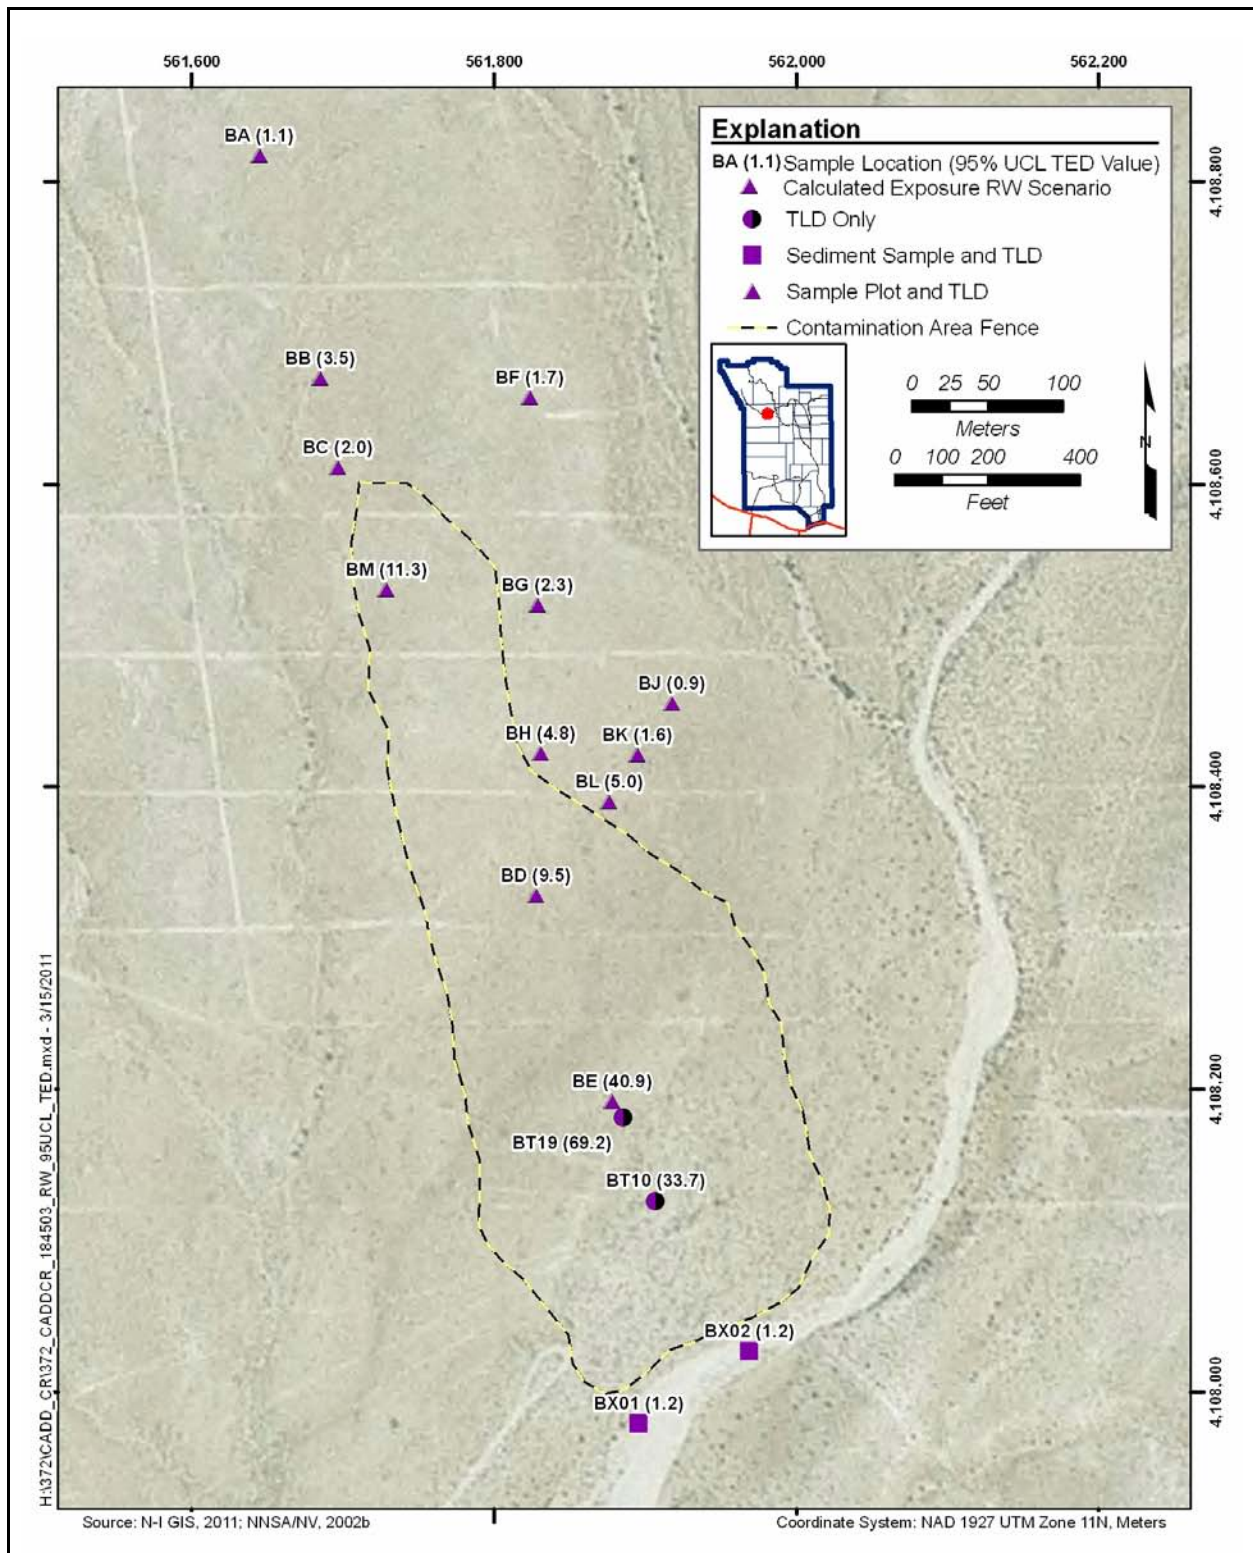 561,600 561,800 562,000 562,200
BA (1.1)
Explanation
BA (1.1) Sample Location (95% UCL TED Value)
Calculated Exposure RW Scenario
TLD Only
Sediment Sample and TLD
Sample Plot and TLD
Contamination Area Fence
0 25 50 100
Meters
0 100 200 400
Feet
N
4,108,800
BB (3.5)
BF (1.7)
BC (2.0)
4,108,600
BM (11.3)
BG (2.3)
BJ (0.9)
BH (4.8)
BK (1.6)
BL (5.0)
4,108,400
BD (9.5)
BE (40.9)
4,108,200
BT19 (69.2)
BT10 (33.7)
BX02 (1.2)
BX01 (1.2)
4,108,000
H:\372\CADD_CR\372_CADDCR_184503_RW_95UCL_TED.mxd - 3/15/2011
Source: N-I GIS, 2011; NNSA/NV, 2002b
Coordinate System: NAD 1927 UTM Zone 11N, Meters